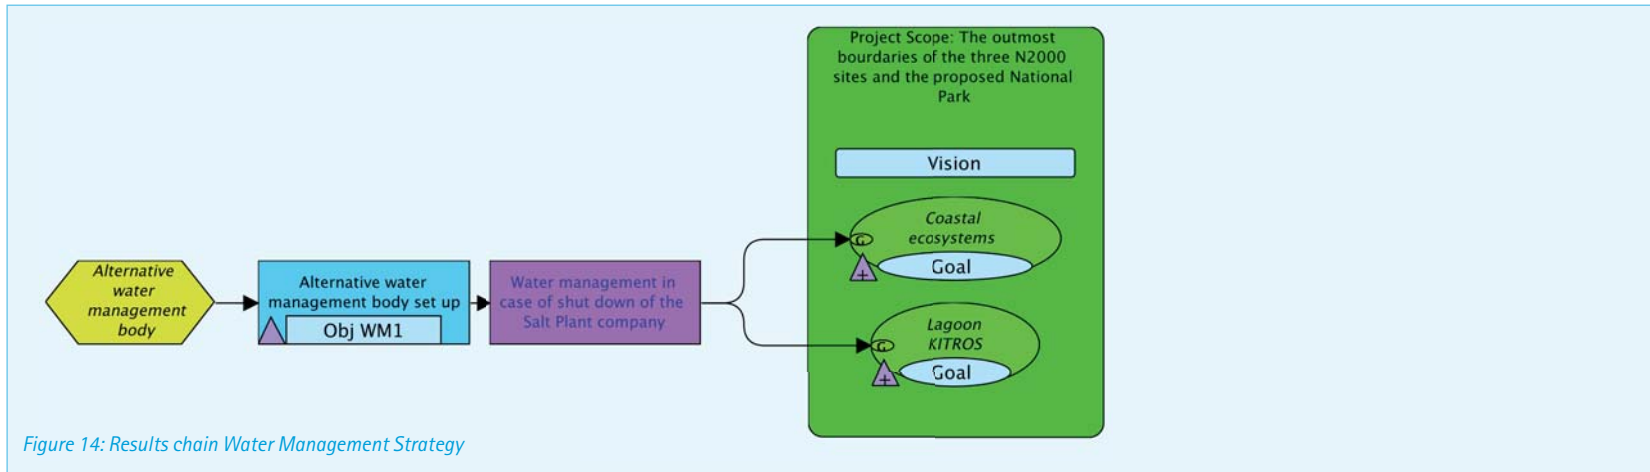 Project Scope: The outmost
bourdaries of the three N2000
sites and the proposed National
Park
Vision
Coastal
ecosystems
G
+
Goal
Alternative
water
management
body
Alternative water
management body set up
Obj WM1
Water management in
case of shut down of the
Salt Plant company
Lagoon
KITROS
G
+
Goal
Figure 14: Results chain Water Management Strategy